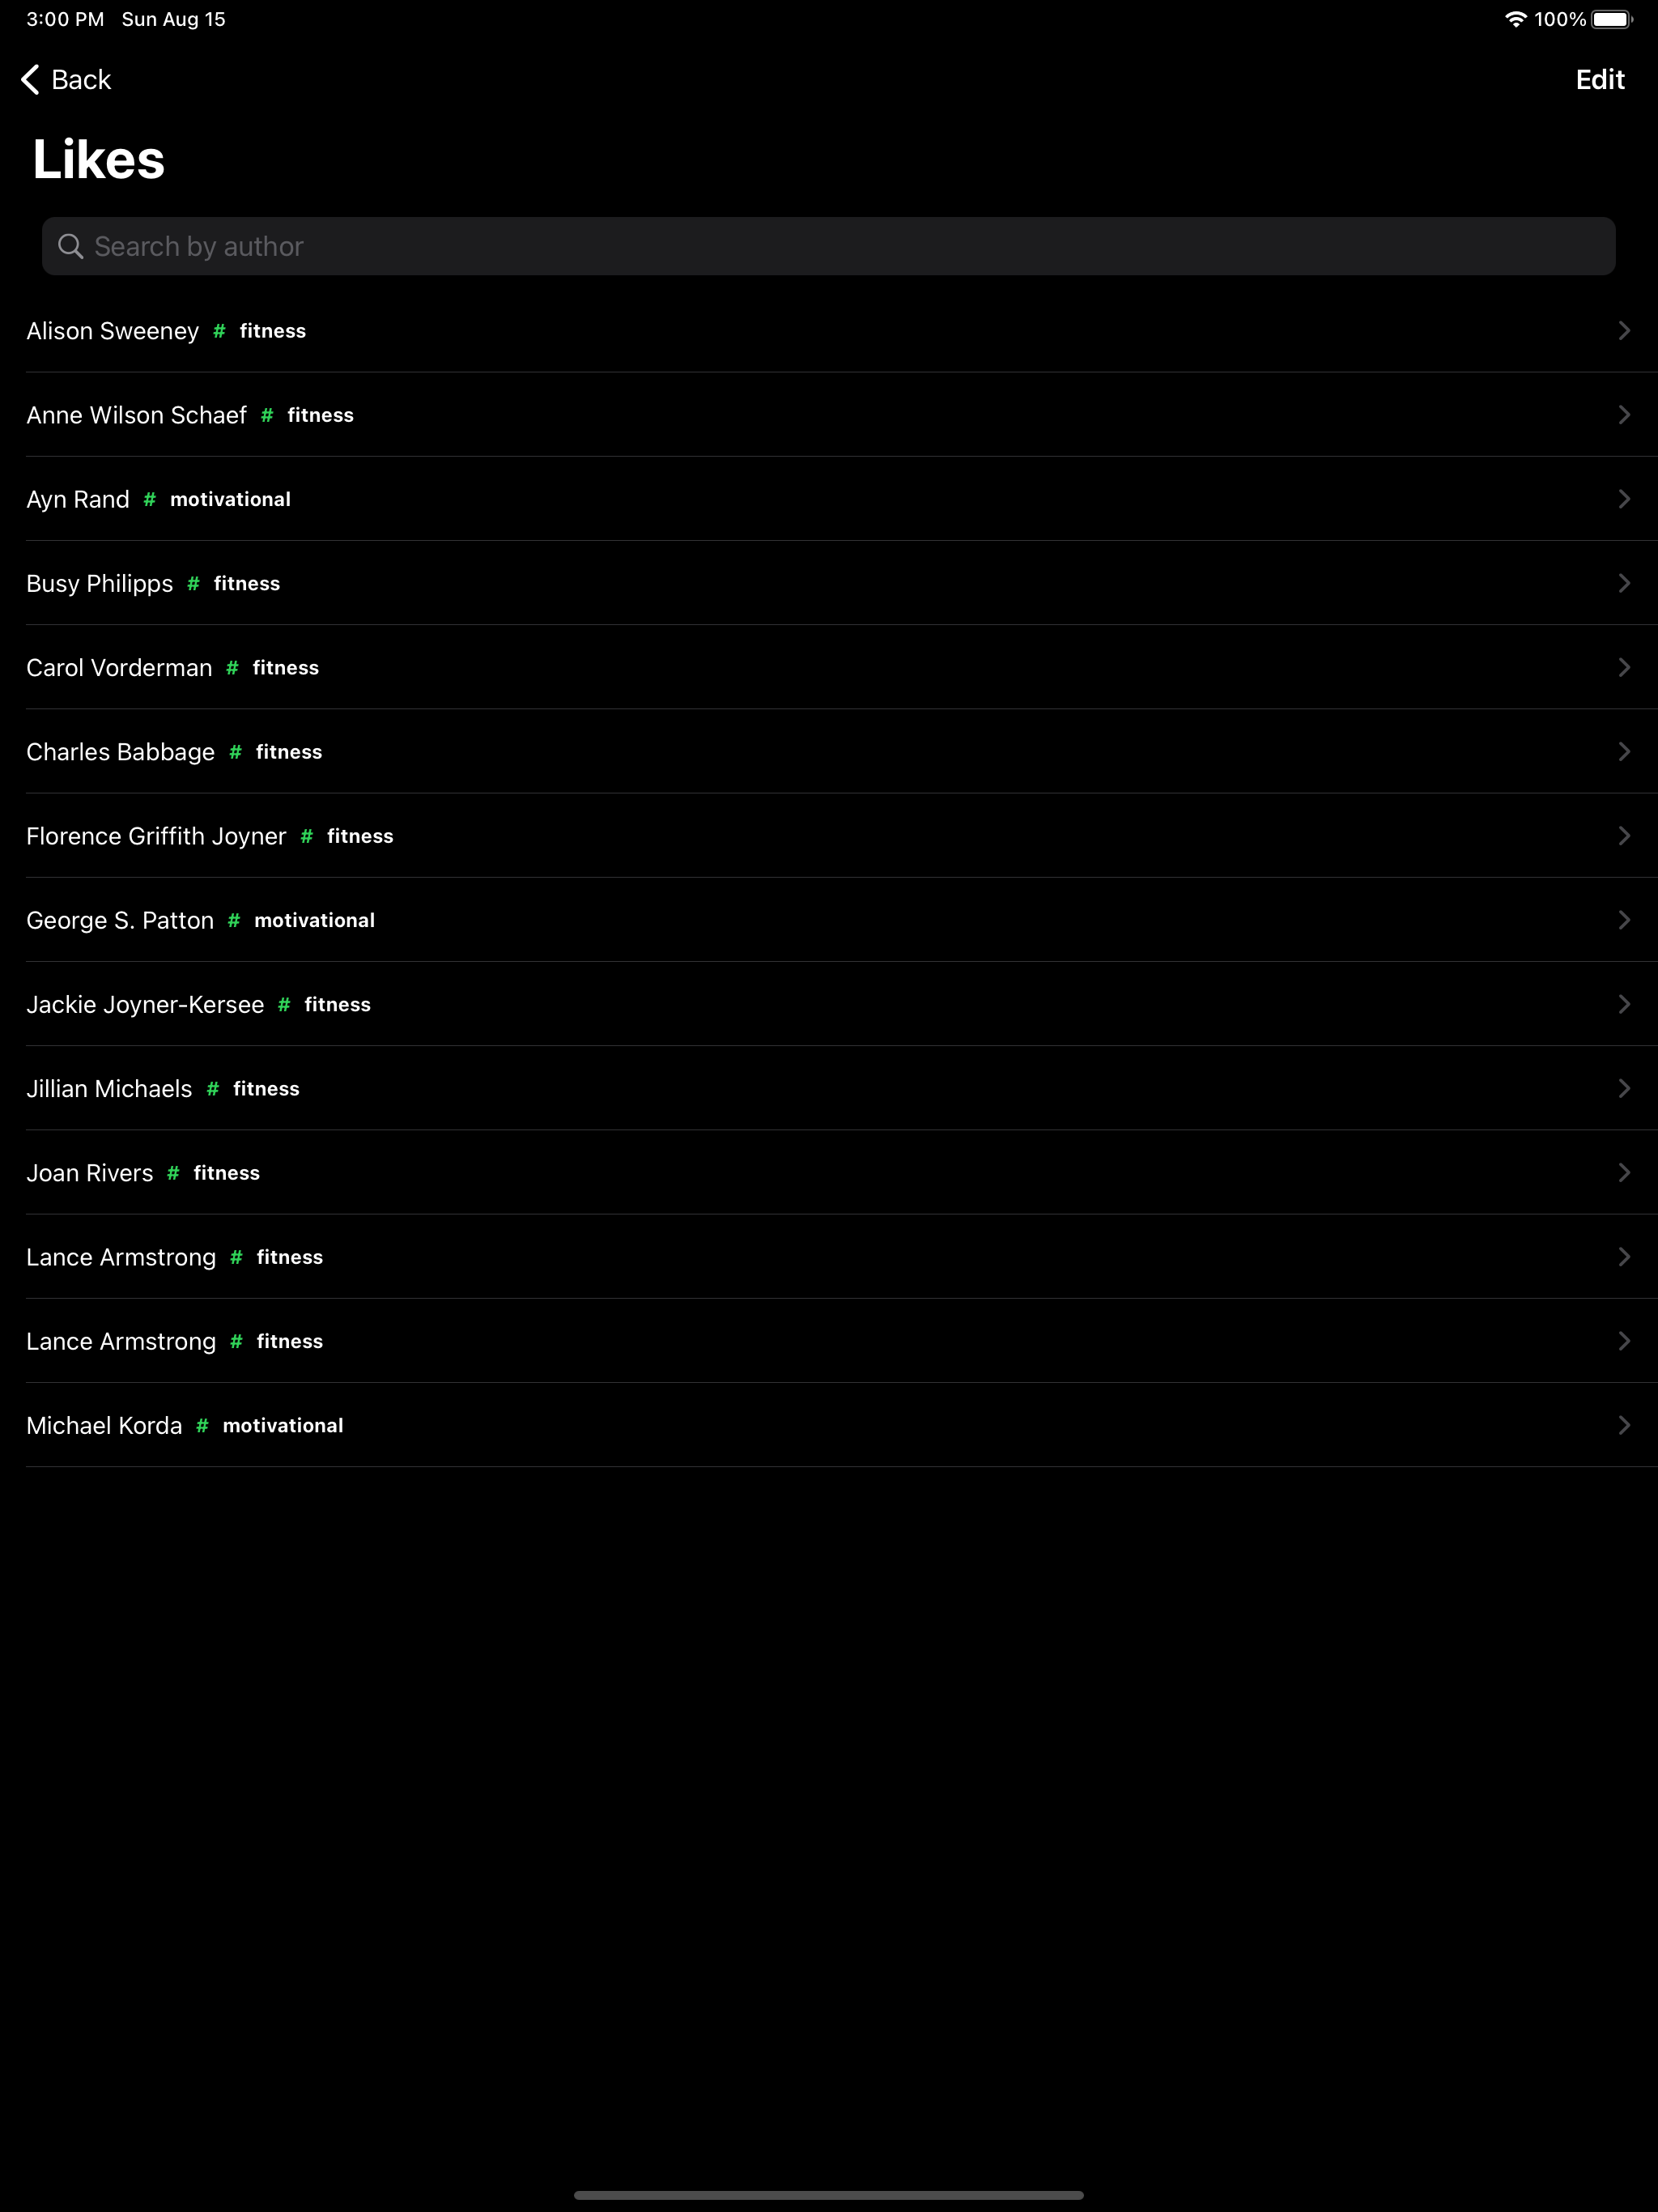 3:00 PM Sun Aug 15 100%
Back Edit
Likes
Search by author
Alison Sweeney # fitness
Anne Wilson Schaef # fitness
Ayn Rand # motivational
Busy Philipps # fitness
Carol Vorderman # fitness
Charles Babbage # fitness
Florence Griffith Joyner # fitness
George S. Patton # motivational
Jackie Joyner-Kersee # fitness
Jillian Michaels # fitness
Joan Rivers # fitness
Lance Armstrong # fitness
Lance Armstrong # fitness
Michael Korda # motivational